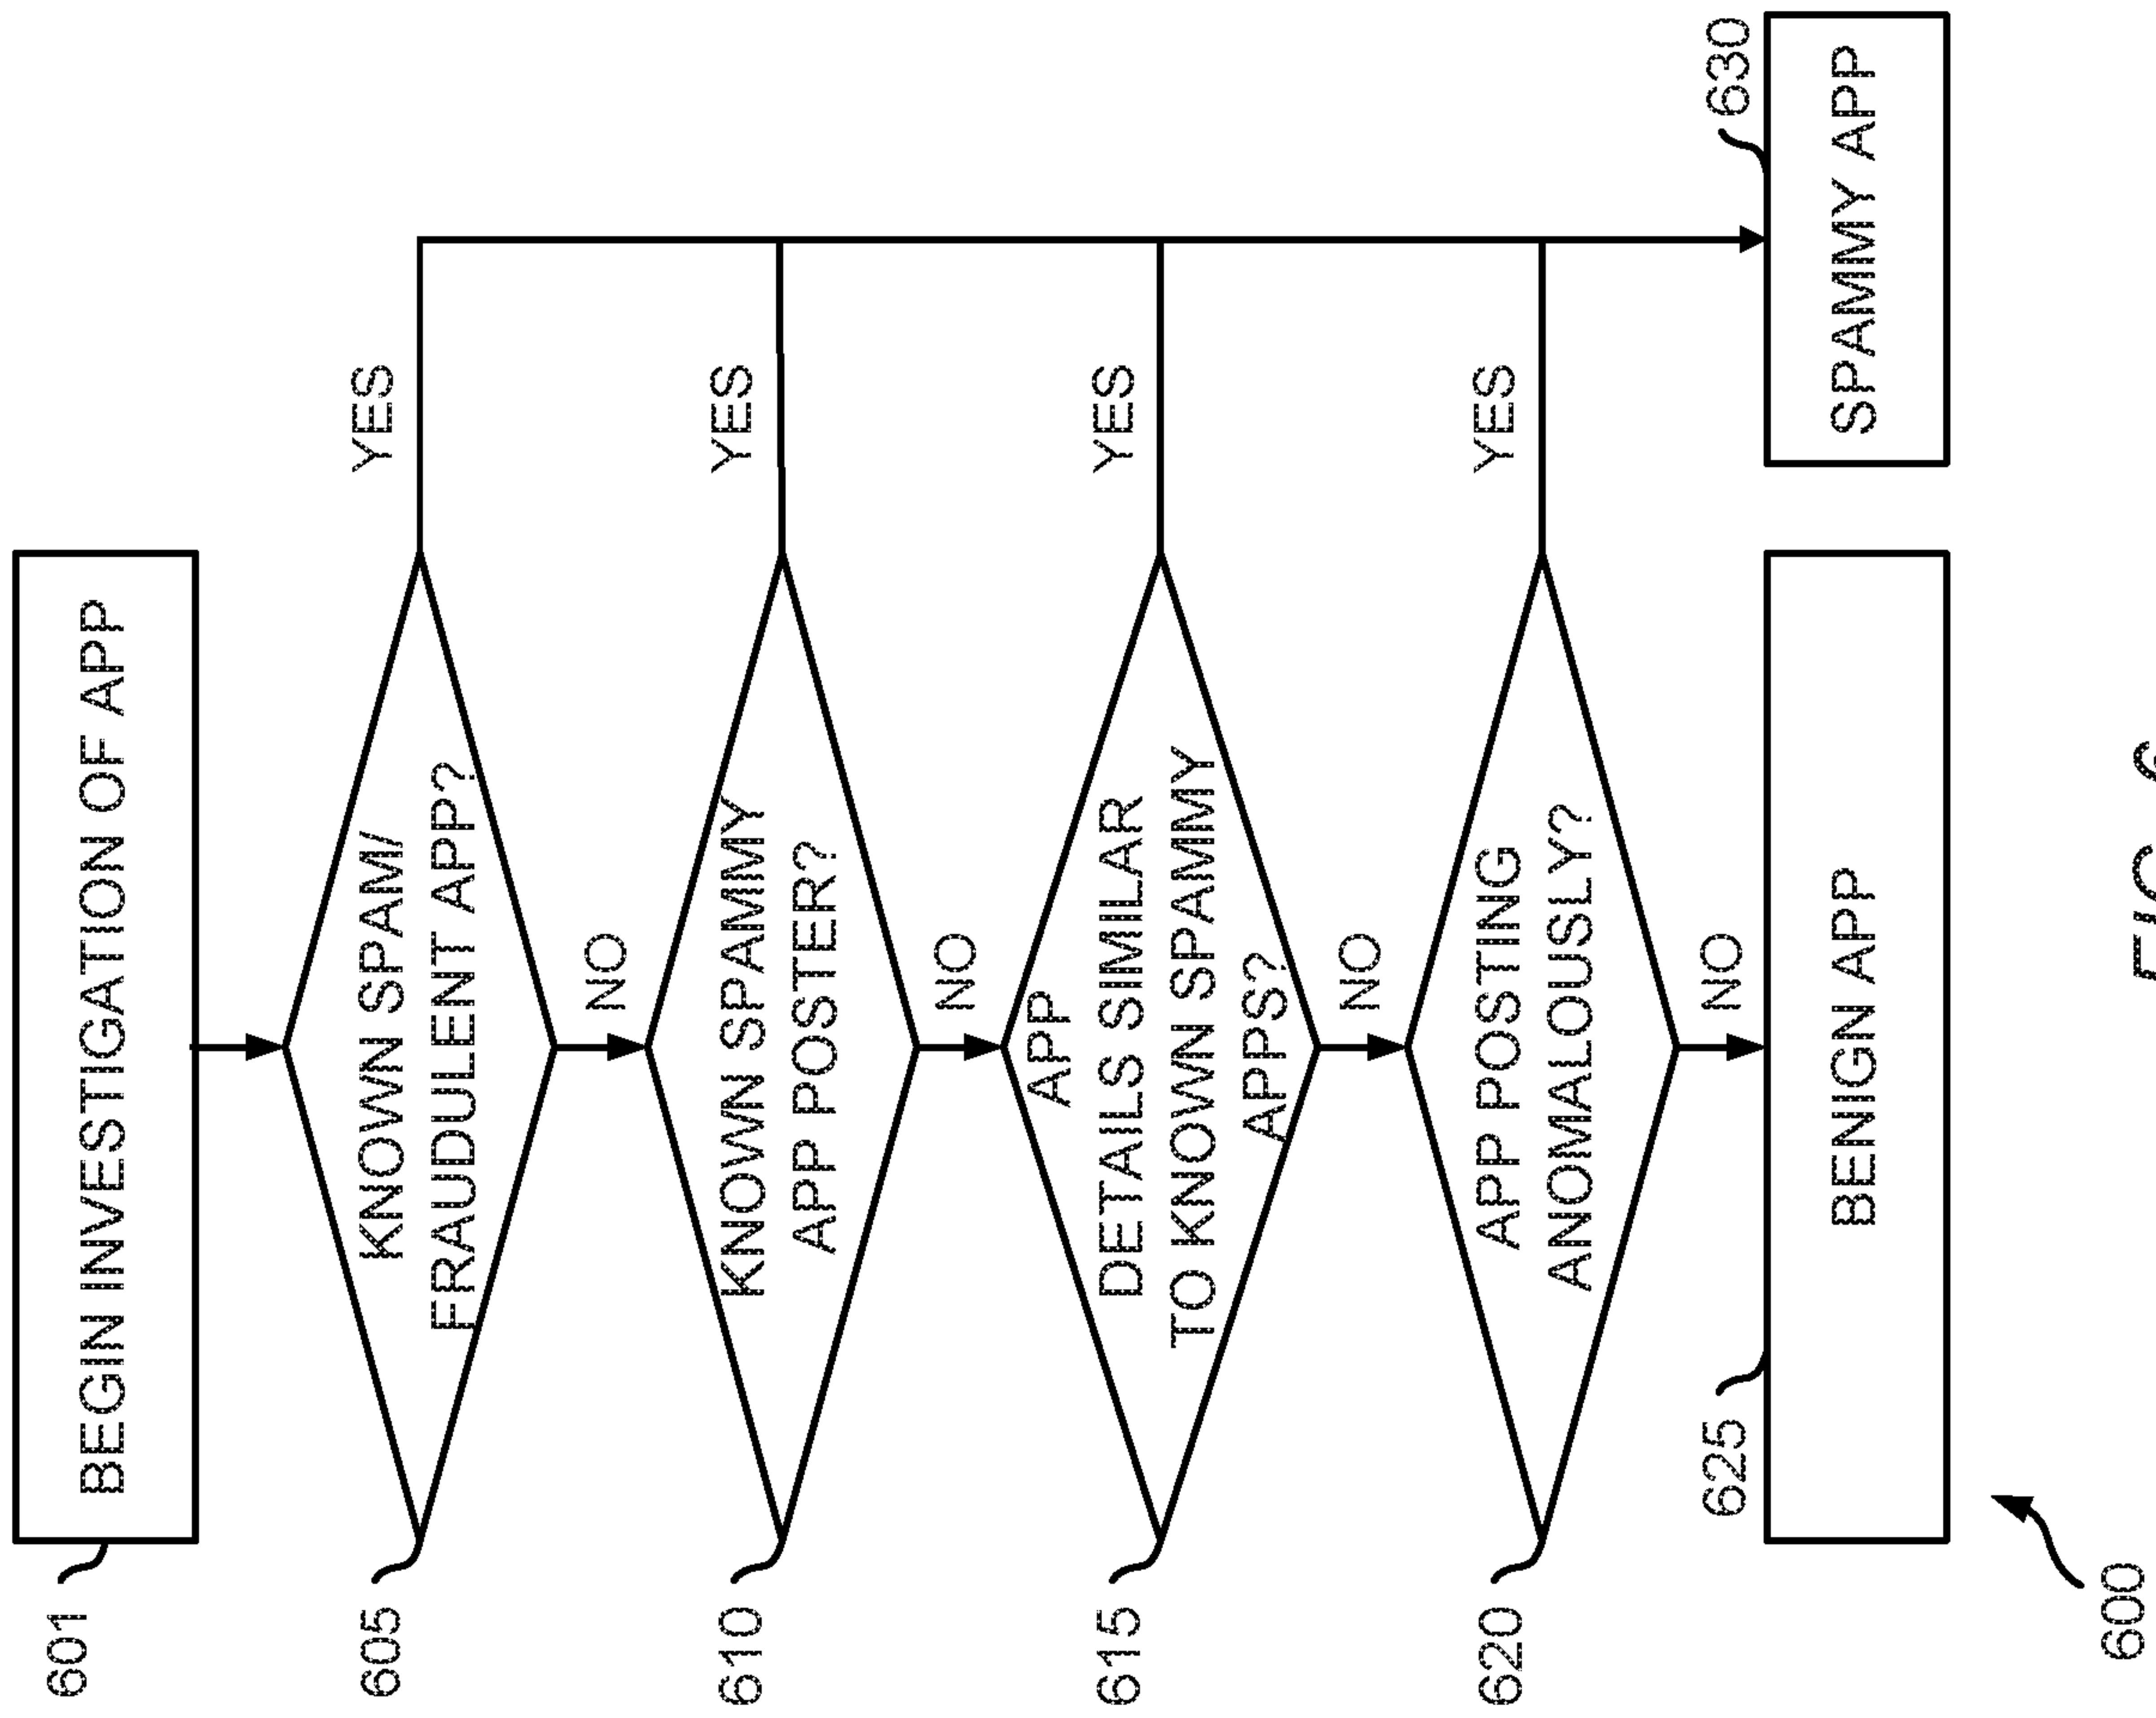 601
BEGIN INVESTIGATION OF APP
605
KNOWN SPAM/
FRAUDULENT APP?
YES
NO
610
KNOWN SPAMMY
APP POSTER?
YES
NO
615
APP
DETAILS SIMILAR
TO KNOWN SPAMMY
APPS?
YES
NO
620
APP POSTING
ANOMALOUSLY?
YES
NO
625
BENIGN APP
630
SPAMMY APP
600
FIG. 6